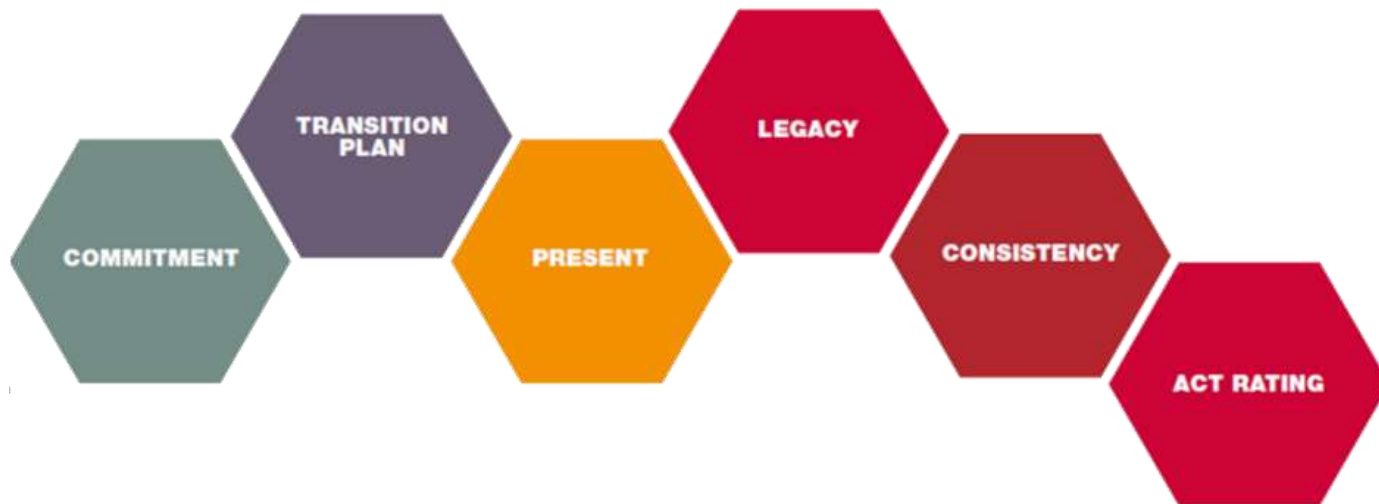 COMMITMENT
TRANSITION
PLAN
PRESENT
LEGACY
CONSISTENCY
ACT RATING